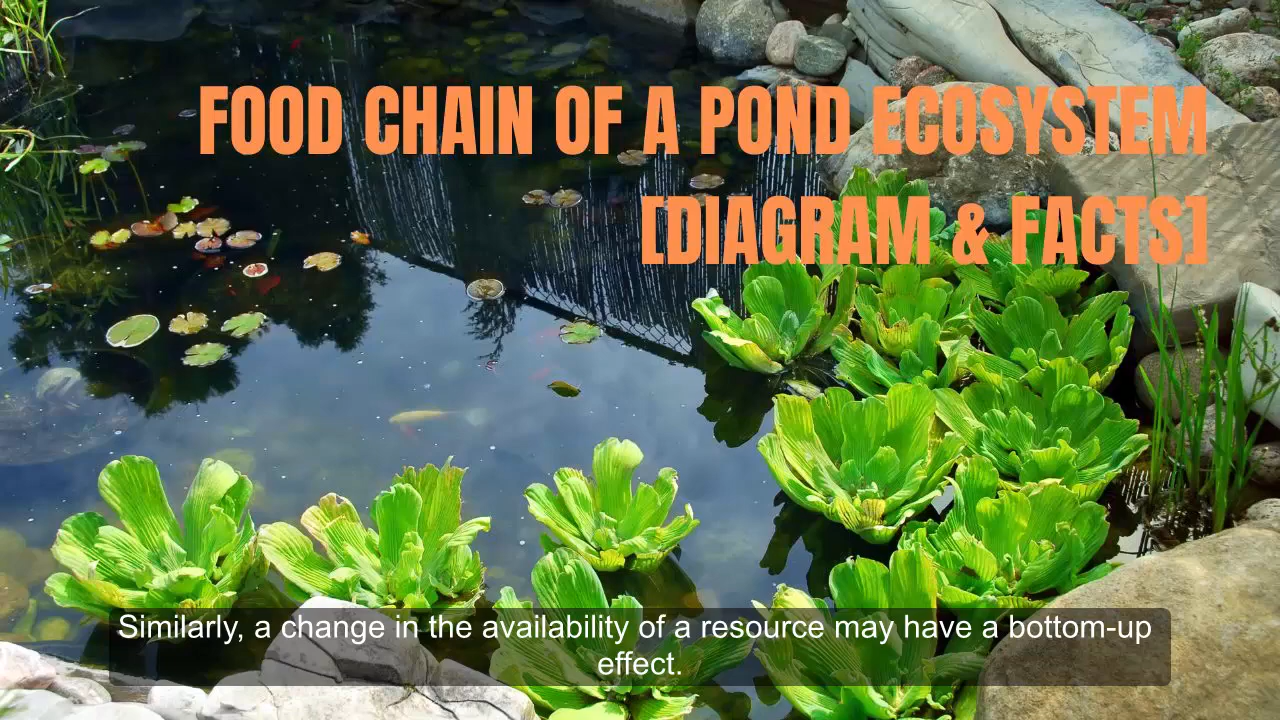 FOOD CHAIN OF A POND ECOSYSTEM
[DIAGRAM & FACTS]
Similarly, a change in the availability of a resource may have a bottom-up
effect.